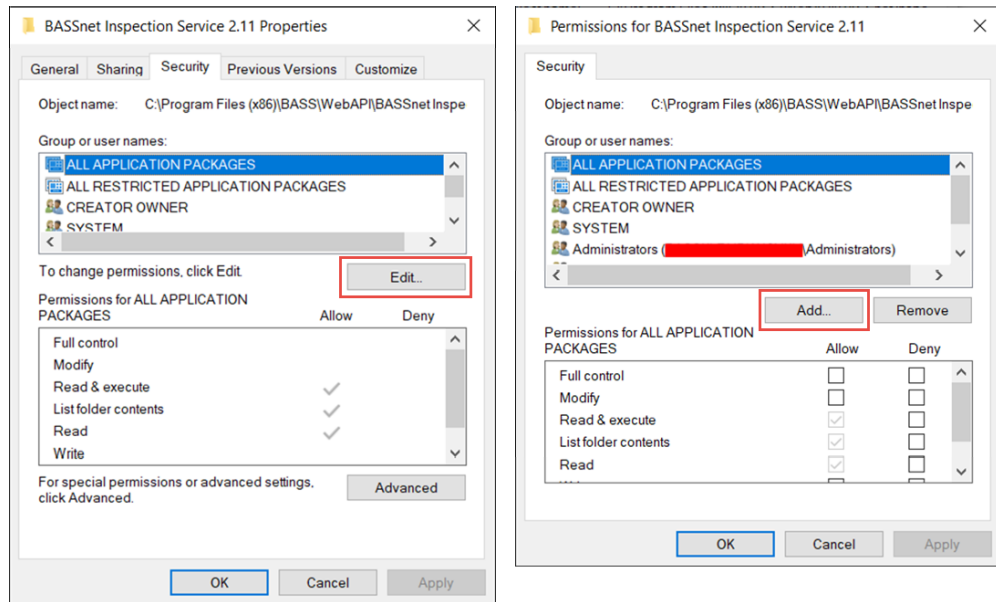 BASSnet Inspection Service 2.11 Properties
General Sharing Security Previous Versions Customize
Object name: C:\Program Files (x86)\BASS\WebAPI\BASSnet Inspe
Group or user names:
ALL APPLICATION PACKAGES
ALL RESTRICTED APPLICATION PACKAGES
CREATOR OWNER
SYSTEM
To change permissions, click Edit.
Edit...
Permissions for ALL APPLICATION
PACKAGES Allow Deny
Full control
Modify
Read & execute
List folder contents
Read
Write
For special permissions or advanced settings,
click Advanced.
Advanced
OK Cancel Apply
Permissions for BASSnet Inspection Service 2.11
Security
Object name: C:\Program Files (x86)\BASS\WebAPI\BASSnet Inspe
Group or user names:
ALL APPLICATION PACKAGES
ALL RESTRICTED APPLICATION PACKAGES
CREATOR OWNER
SYSTEM
Administrators (\Administrators)
Add... Remove
Permissions for ALL APPLICATION
PACKAGES Allow Deny
Full control
Modify
Read & execute
List folder contents
Read
OK Cancel Apply